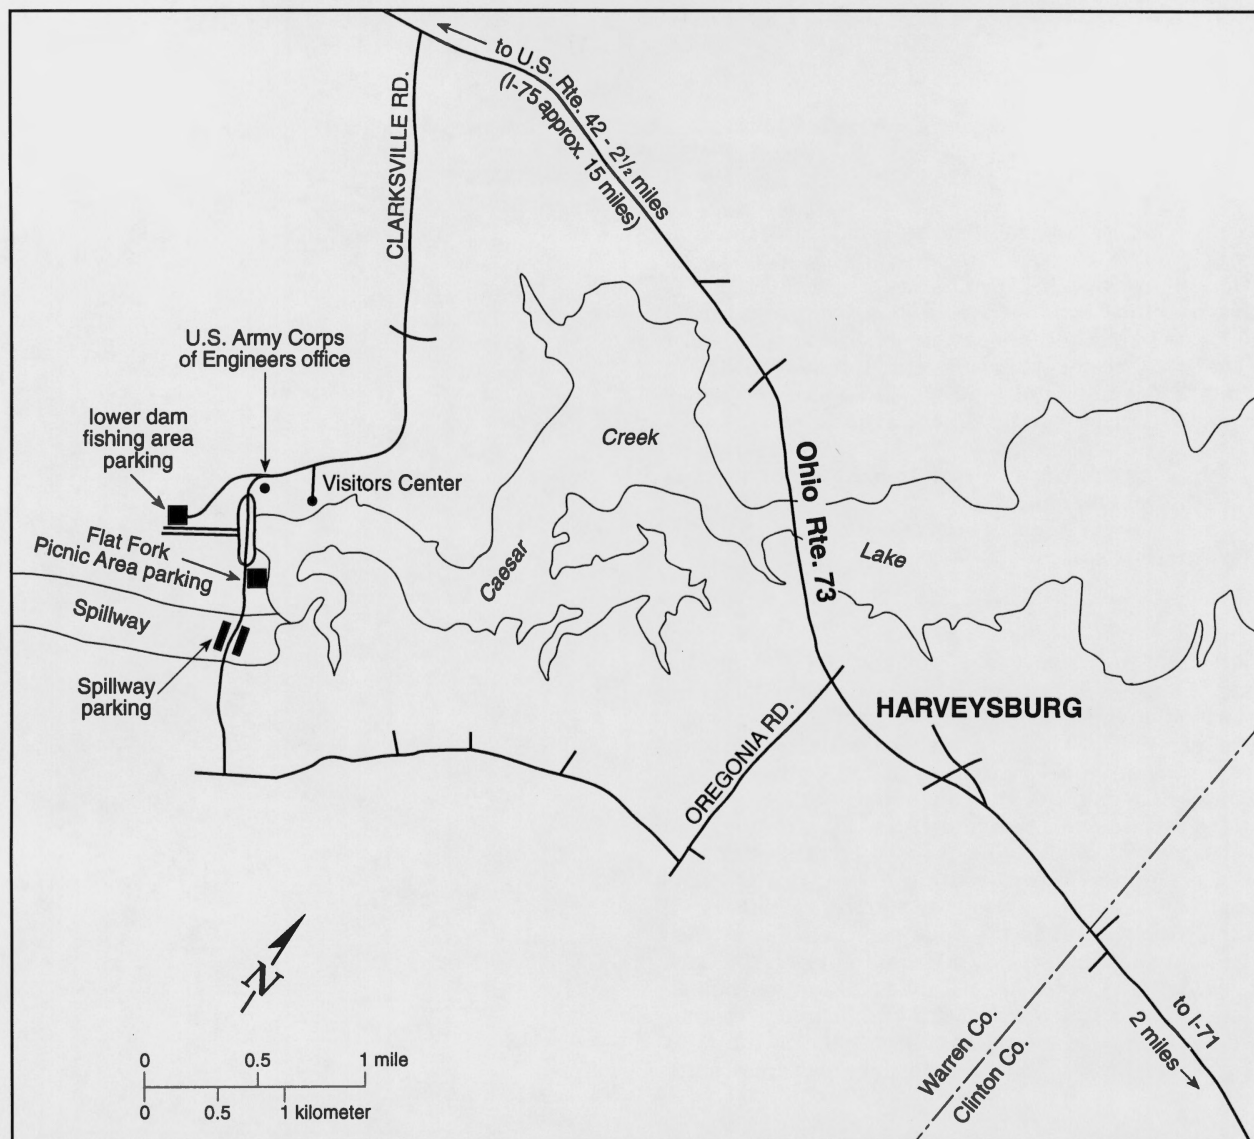 to U.S. Rte. 42 - 2½ miles
(I-75 approx. 15 miles)
CLARKSVILLE RD.
U.S. Army Corps
of Engineers office
lower dam
fishing area
parking
Visitors Center
Creek
Ohio Rte. 73
Lake
Flat Fork
Picnic Area parking
Caesar
Spillway
Spillway
parking
HARVEYSBURG
OREGONIA RD.
N
to I-71
2 miles
Warren Co.
Clinton Co.
0 0.5 1 mile
0 0.5 1 kilometer